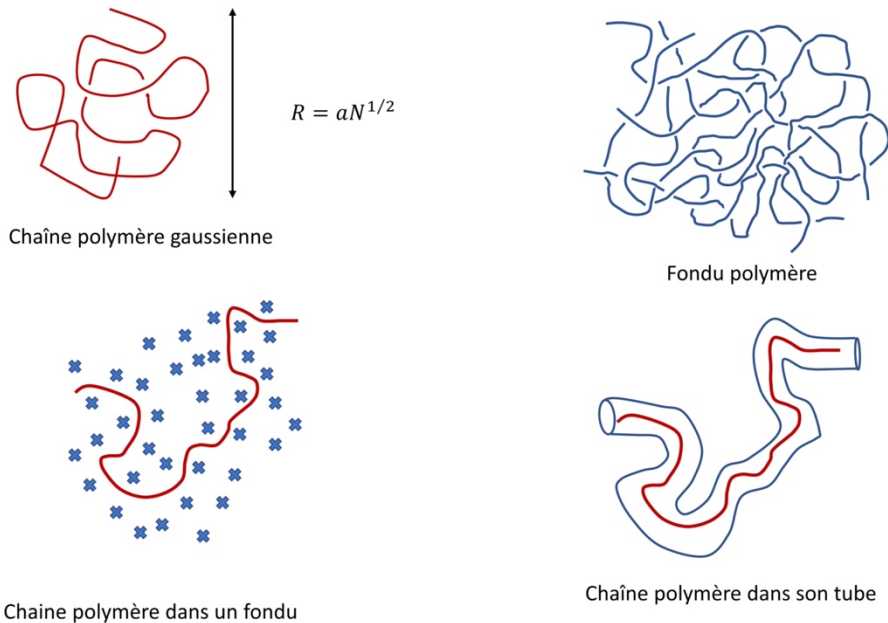 R = aN^{1/2}
Chaîne polymère gaussienne
Fondu polymère
Chaine polymère dans un fondu
Chaîne polymère dans son tube